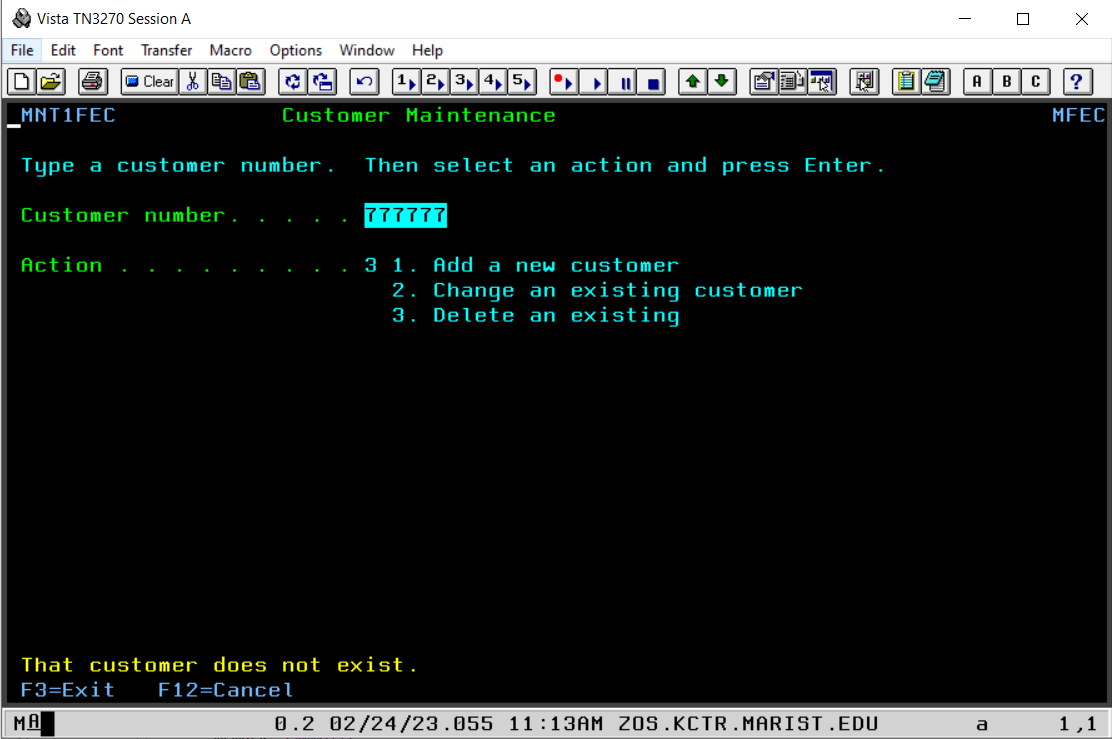 Vista TN3270 Session A
File Edit Font Transfer Macro Options Window Help
Clear 1 2 3 4 5 A B C ?
MNT1FEC Customer Maintenance MFEC
Type a customer number. Then select an action and press Enter.
Customer number. . . . . 777777
Action . . . . . . . . . 3 1. Add a new customer
2. Change an existing customer
3. Delete an existing
That customer does not exist.
F3=Exit F12=Cancel
MA 0.2 02/24/23.055 11:13AM ZOS.KCTR.MARIST.EDU a 1,1